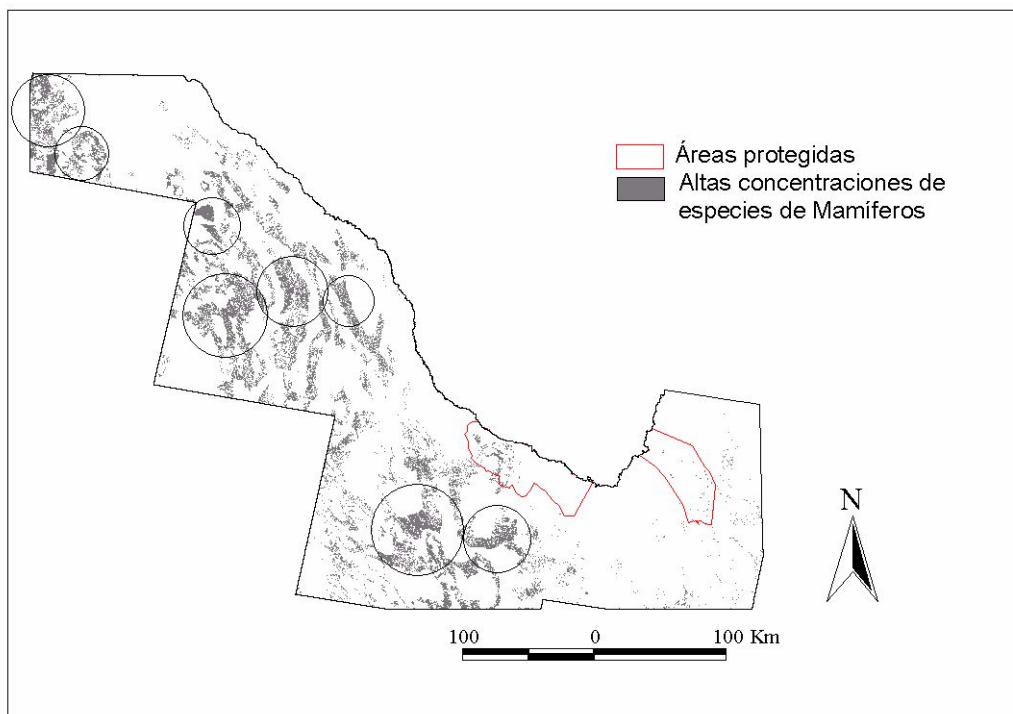 Áreas protegidas
Altas concentraciones de
especies de Mamíferos
N
100 0 100 Km